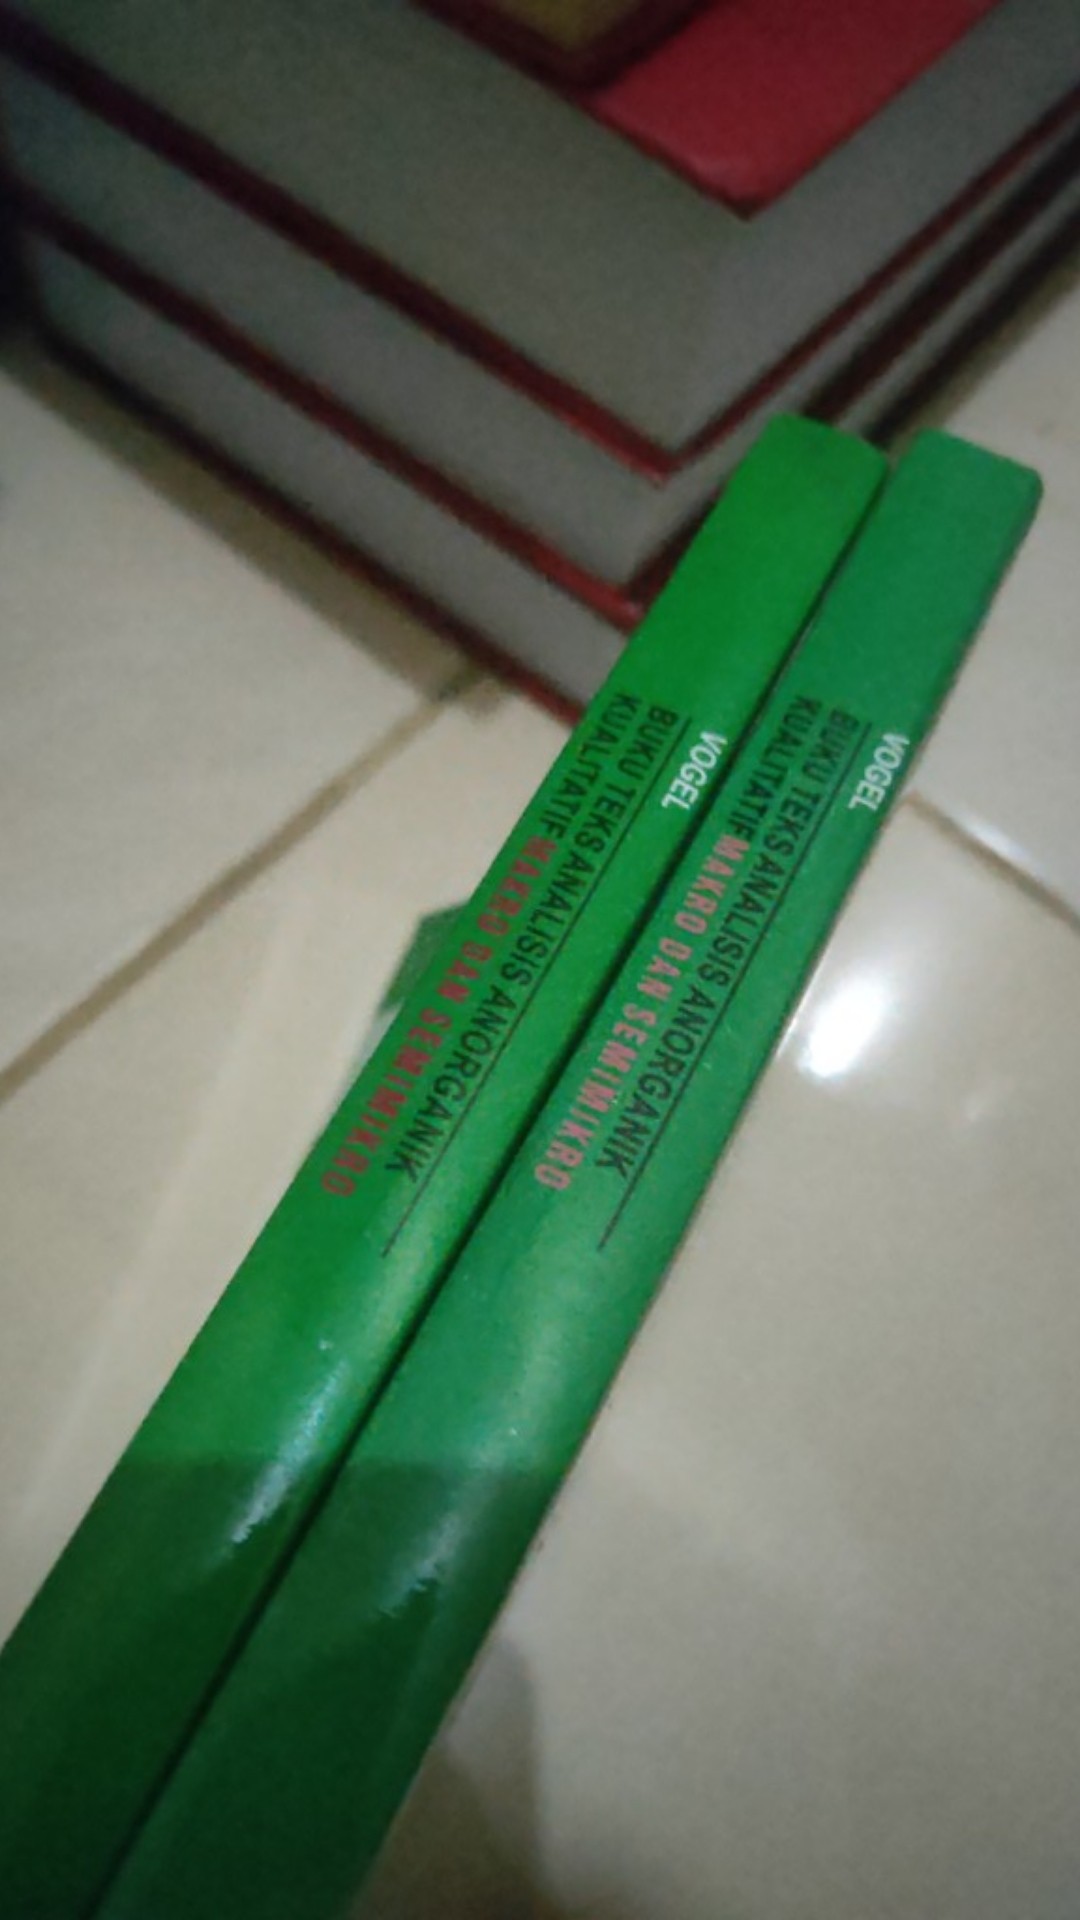 VOGEL
BUKU TEKS ANALISIS ANORGANIK
KUALITATIF MAKRO DAN SEMIMIKRO
VOGEL
BUKU TEKS ANALISIS ANORGANIK
KUALITATIF MAKRO DAN SEMIMIKRO